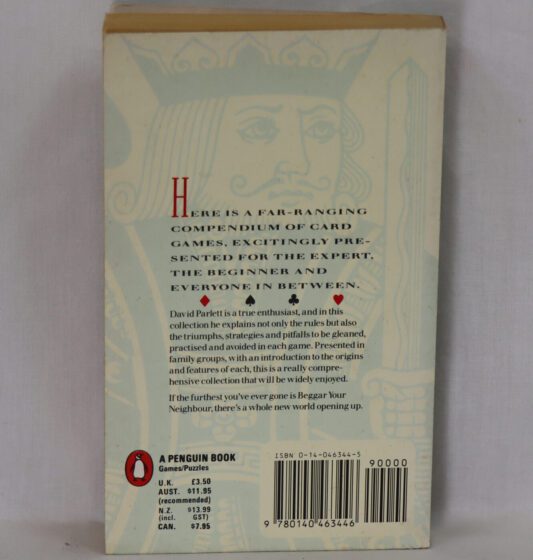 HERE IS A FAR-RANGING
COMPENDIUM OF CARD
GAMES, EXCITINGLY PRE-
SENTED FOR THE EXPERT,
THE BEGINNER AND
EVERYONE IN BETWEEN.
David Parlett is a true enthusiast, and in this
collection he explains not only the rules but also
the triumphs, strategies and pitfalls to be gleaned,
practised and avoided in each game. Presented in
family groups, with an introduction to the origins
and features of each, this is a really compre-
hensive collection that will be widely enjoyed.
If the furthest you've ever gone is Beggar Your
Neighbour, there's a whole new world opening up.
A PENGUIN BOOK
Games/Puzzles
U.K. £3.50
AUST. $11.95
(recommended)
N.Z. $13.99
(incl. GST)
CAN. $7.95
ISBN 0-14-046344-5
90000
9 780140 463446